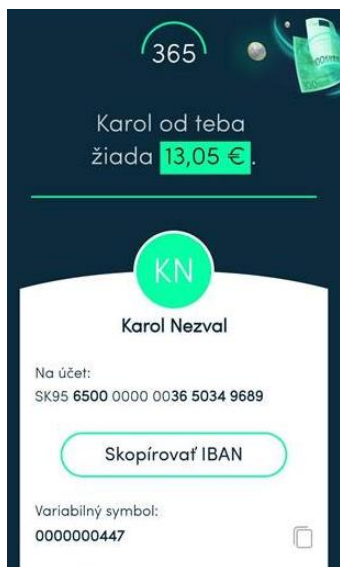 365
Karol od teba
žiada 13,05 €.
KN
Karol Nezval
Na účet:
SK95 6500 0000 0036 5034 9689
Skopírovať IBAN
Variabilný symbol:
0000000447